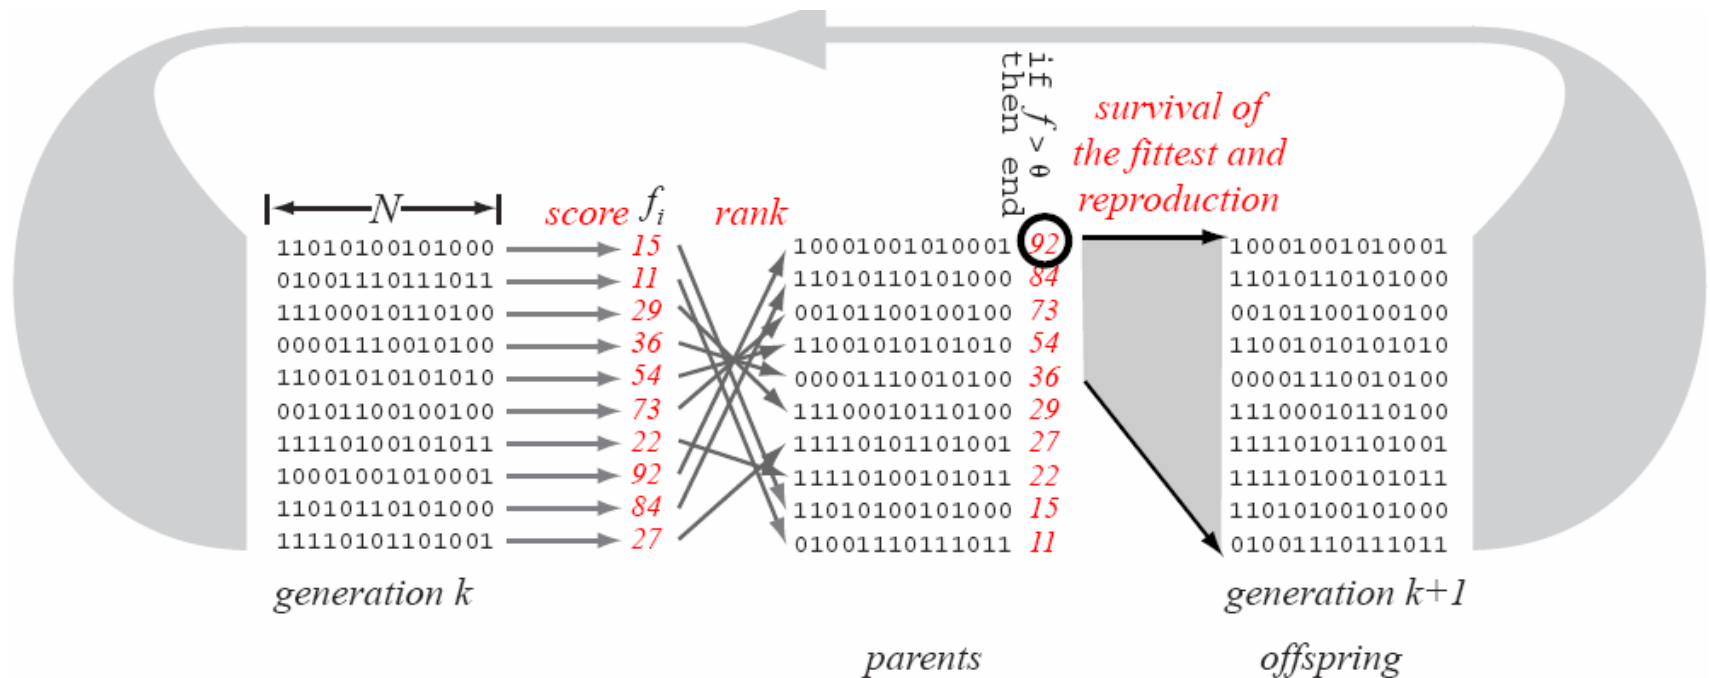 if f > θ
then end
survival of
the fittest and
reproduction
N
score fi rank
11010100101000 15 10001001010001 92 10001001010001
01001110111011 11 11010110101000 84 11010110101000
11100010110100 29 00101100100100 73 00101100100100
00001110010100 36 11001010101010 54 11001010101010
11001010101010 54 00001110010100 36 00001110010100
00101100100100 73 11100010110100 29 11100010110100
11110100101011 22 11110101101001 27 11110101101001
10001001010001 92 11110100101011 22 11110100101011
11010110101000 84 11010100101000 15 11010100101000
11110101101001 27 01001110111011 11 01001110111011
generation k generation k+1
parents offspring